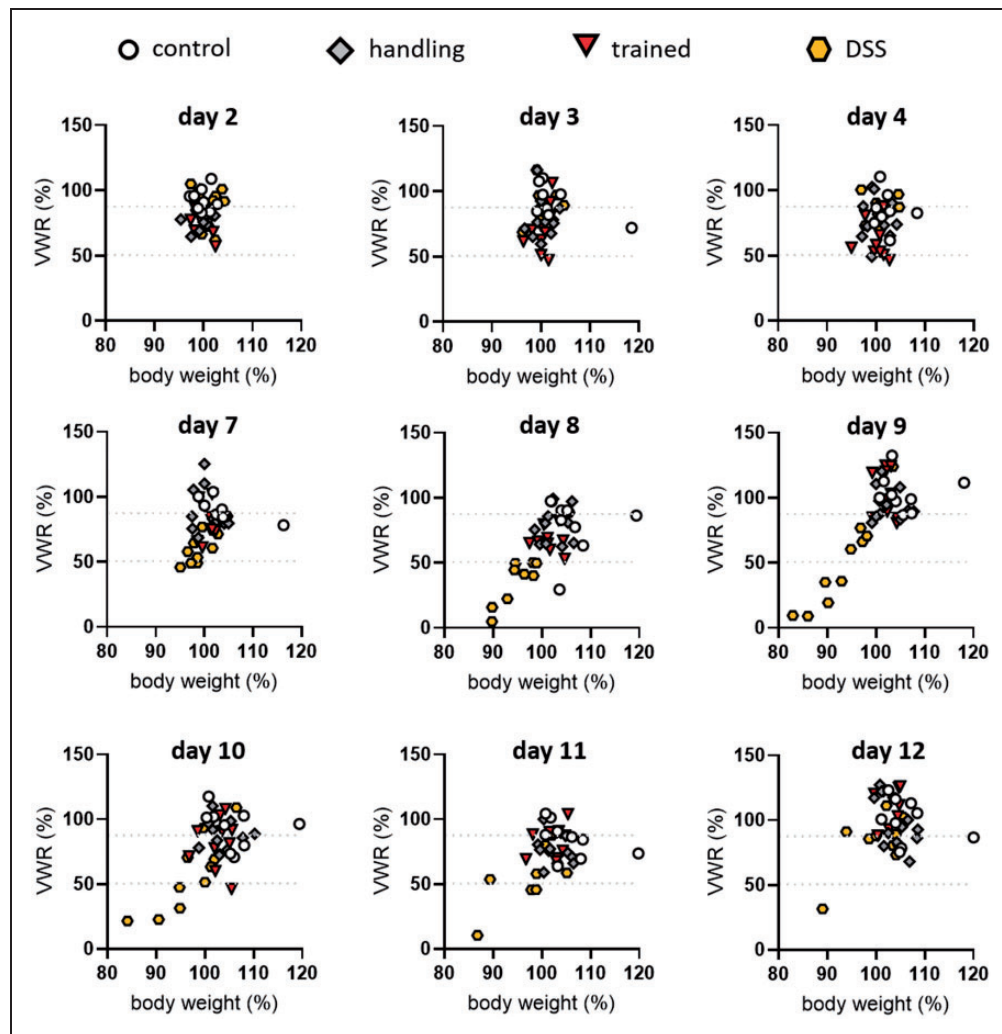 control handling trained DSS
day 2 day 3 day 4
150 150 150
100 100 100
50 50 50
0 0 0
VWR (%) VWR (%) VWR (%)
80 90 100 110 120 80 90 100 110 120 80 90 100 110 120
body weight (%) body weight (%) body weight (%)
day 7 day 8 day 9
150 150 150
100 100 100
50 50 50
0 0 0
VWR (%) VWR (%) VWR (%)
80 90 100 110 120 80 90 100 110 120 80 90 100 110 120
body weight (%) body weight (%) body weight (%)
day 10 day 11 day 12
150 150 150
100 100 100
50 50 50
0 0 0
VWR (%) VWR (%) VWR (%)
80 90 100 110 120 80 90 100 110 120 80 90 100 110 120
body weight (%) body weight (%) body weight (%)